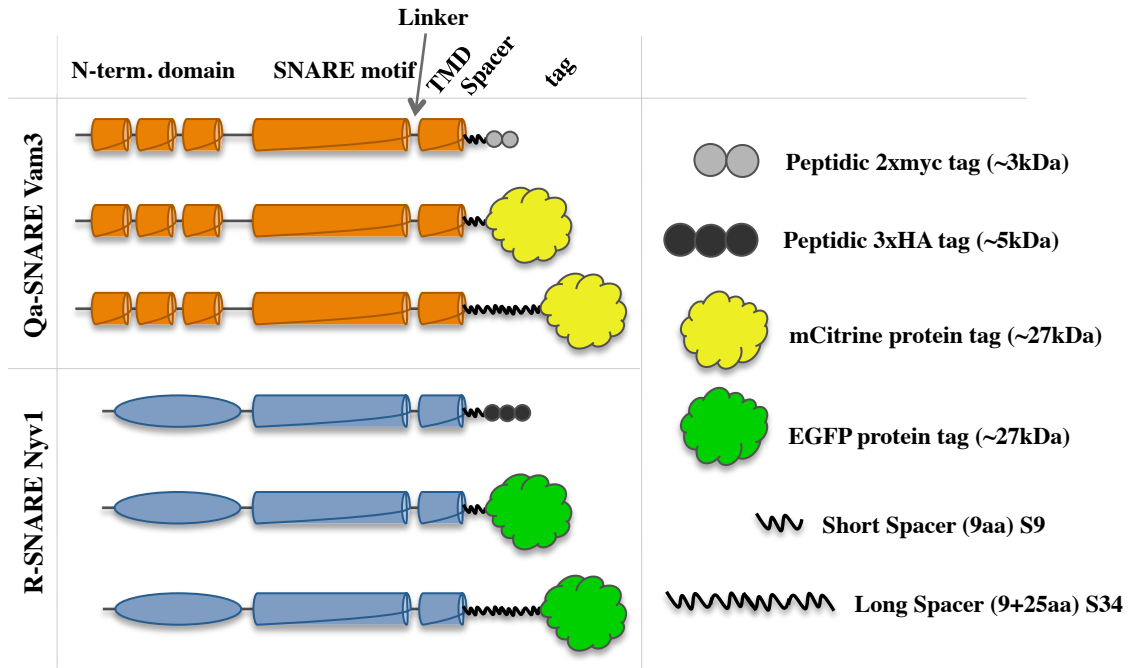 Linker
N-term. domain
SNARE motif
TMD
Spacer
tag
Qa-SNARE Vam3
R-SNARE Nyv1
Peptidic 2xmyc tag (~3kDa)
Peptidic 3xHA tag (~5kDa)
mCitrine protein tag (~27kDa)
EGFP protein tag (~27kDa)
Short Spacer (9aa) S9
Long Spacer (9+25aa) S34